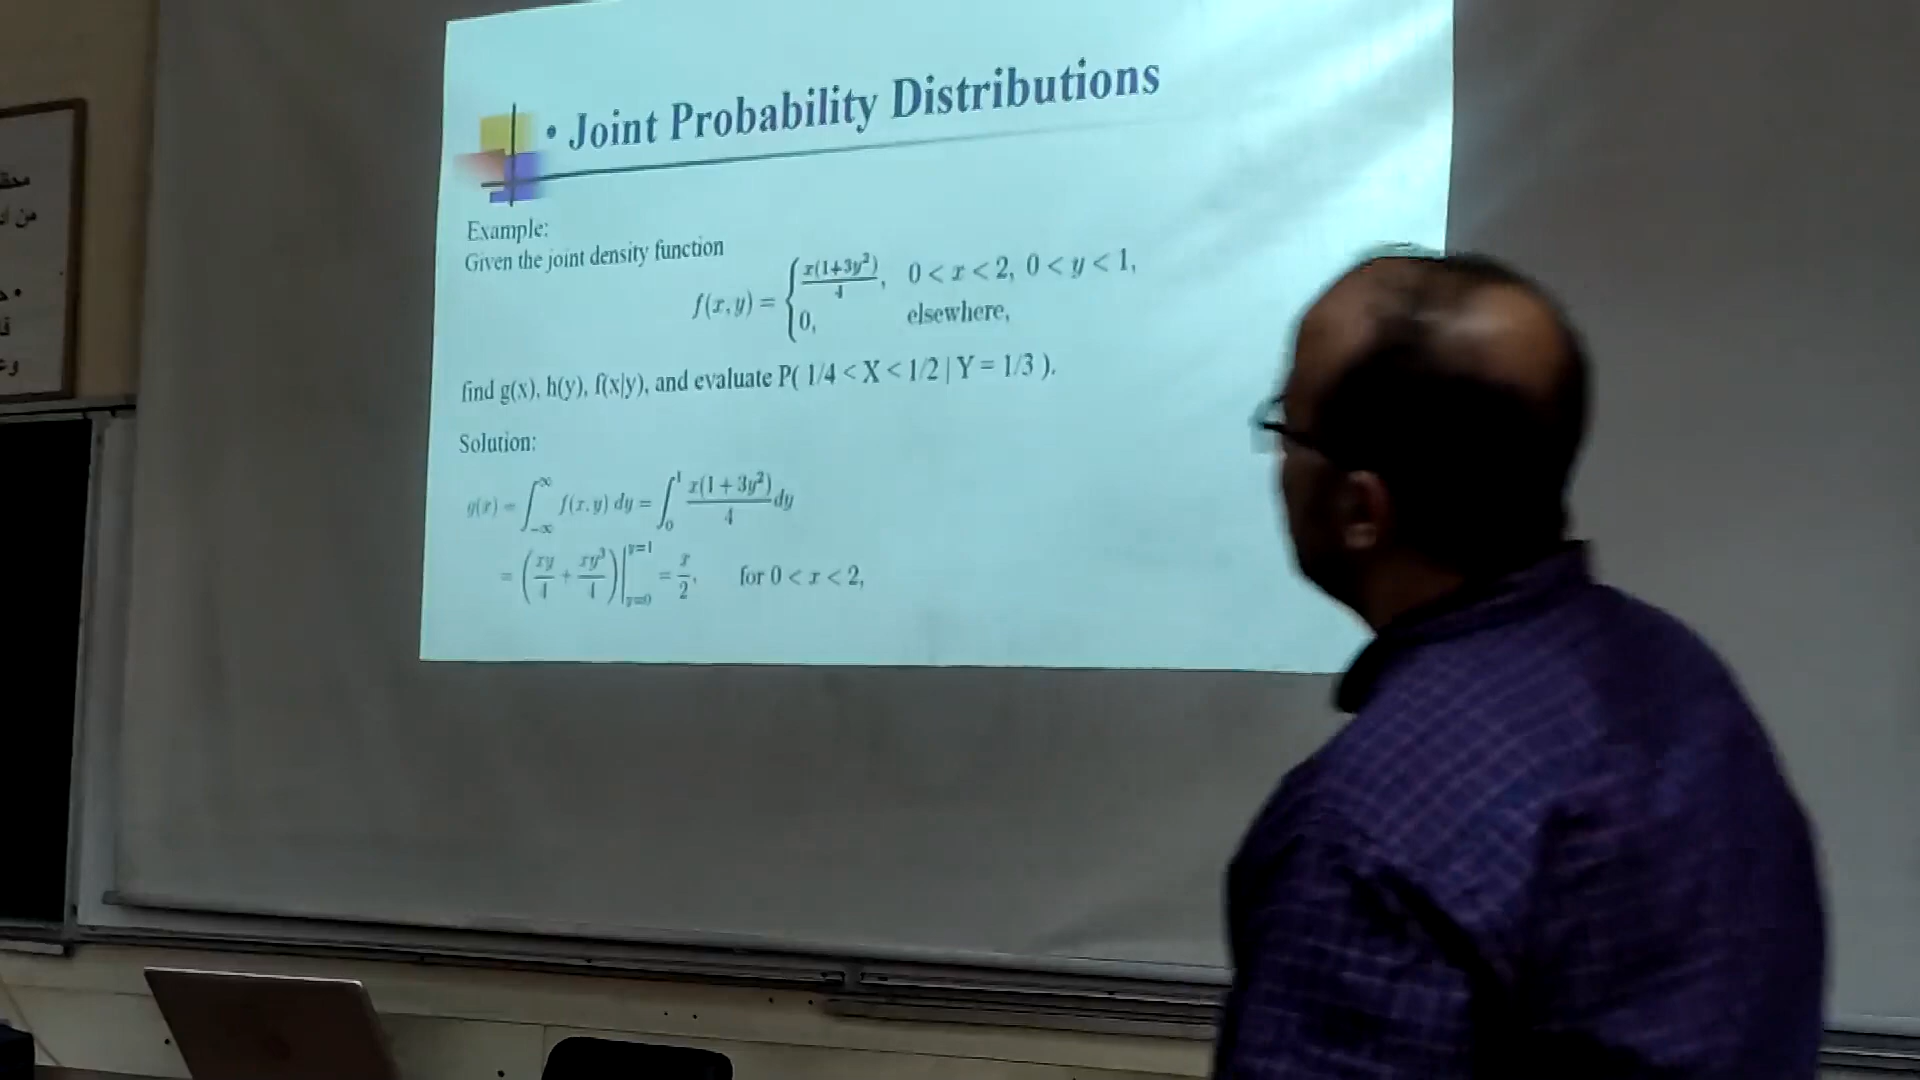 • Joint Probability Distributions
Example:
Given the joint density function
f(x, y) = { x(1+3y²)/4, 0 < x < 2, 0 < y < 1,
0, elsewhere,
find g(x), h(y), f(x|y), and evaluate P( 1/4 < X < 1/2 | Y = 1/3 ).
Solution:
g(x) = ∫_{-∞}^{∞} f(x, y) dy = ∫_0^1 x(1 + 3y²)/4 dy
= (xy/4 + xy³/4)|_{y=0}^{y=1} = x/2, for 0 < x < 2,